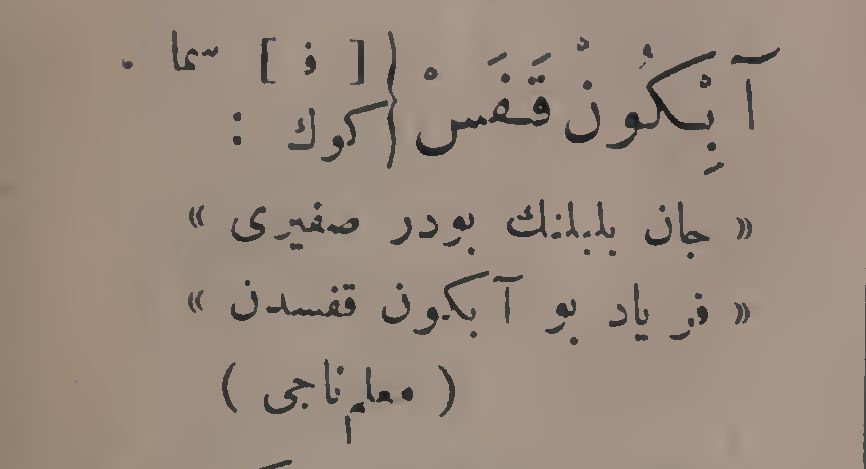 آبِْكُونْ قَفَسْ { [ ف ] سما .
كوك :
« جان بلبلنك بودر صفيرى »
« فرياد بو آبكون قفسدن »
( معلم ناجى )